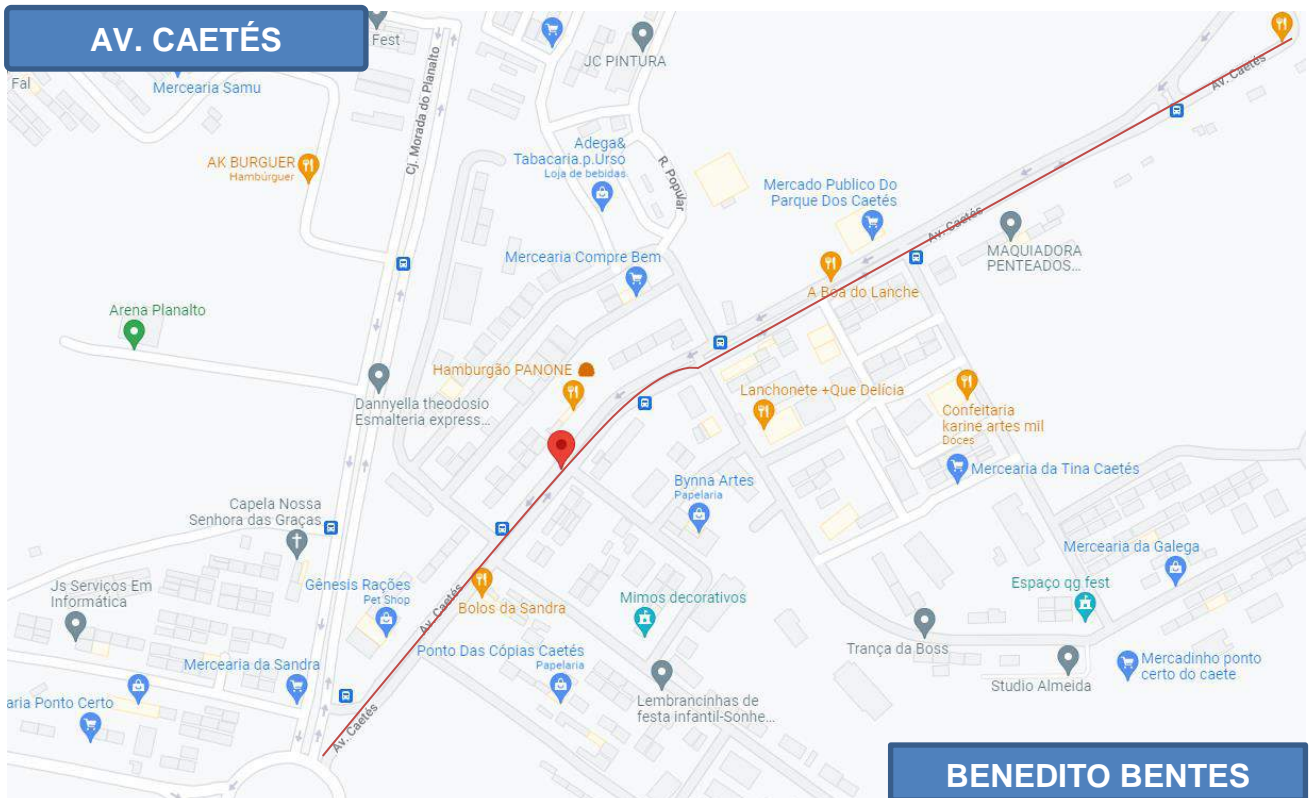 AV. CAETÉS
Fest
JC PINTURA
Fal
Mercearia Samu
Cj. Morada do Planalto
Av. Caetés
AK BURGUER
Hambúrguer
Adega&
Tabacaria.p.Urso
Loja de bebidas
R. Popular
Mercado Publico Do
Parque Dos Caetés
Av. Caetés
MAQUIADORA
PENTEADOS...
Mercearia Compre Bem
A Boa do Lanche
Arena Planalto
Hamburgão PANONE
Dannyella theodosio
Esmalteria express...
Lanchonete +Que Delícia
Confeitaria
karine artes mil
Doces
Mercearia da Tina Caetés
Bynna Artes
Papelaria
Capela Nossa
Senhora das Graças
Mercearia da Galega
Js Serviços Em
Informática
Gênesis Rações
Pet Shop
Av. Caetés
Bolos da Sandra
Mimos decorativos
Espaço qg fest
Trança da Boss
Ponto Das Cópias Caetés
Papelaria
Mercearia da Sandra
Studio Almeida
Mercadinho ponto
certo do caete
aria Ponto Certo
Lembrancinhas de
festa infantil-Sonhe...
Av. Caetés
BENEDITO BENTES